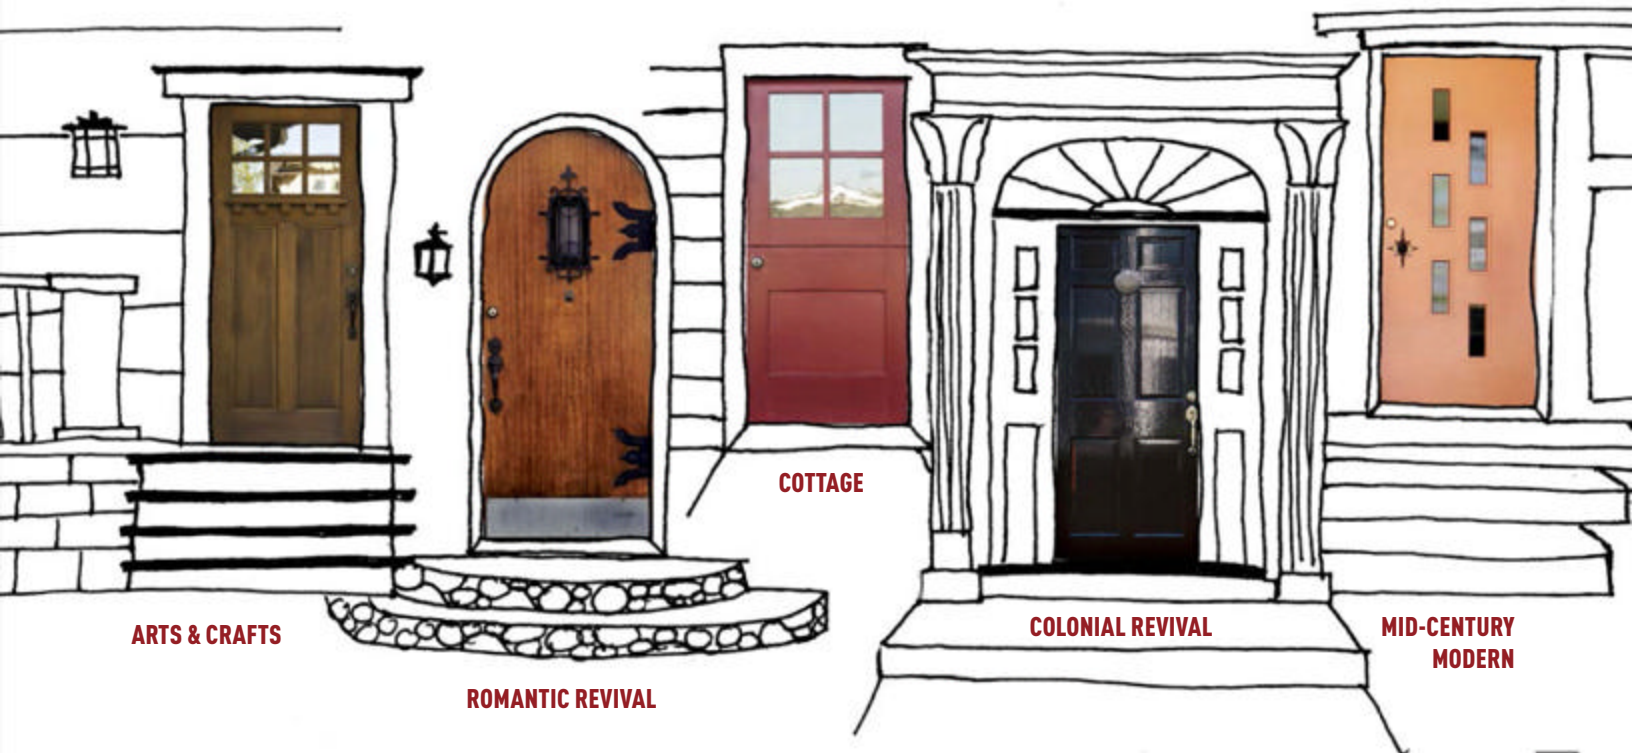 ARTS & CRAFTS
ROMANTIC REVIVAL
COTTAGE
COLONIAL REVIVAL
MID-CENTURY
MODERN